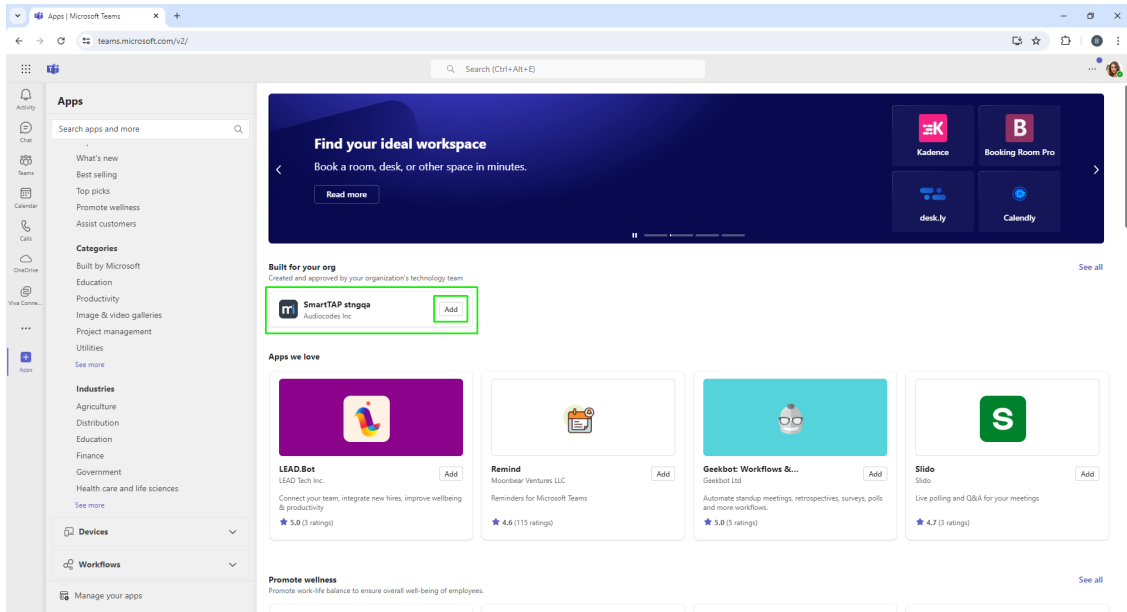 Apps | Microsoft Teams
teams.microsoft.com/v2/
B
Search (Ctrl+Alt+E)
Activity
Chat
Teams
Calendar
Calls
OneDrive
Viva Conne...
Apps
Apps
Search apps and more
What's new
Best selling
Top picks
Promote wellness
Assist customers
Categories
Built by Microsoft
Education
Productivity
Image & video galleries
Project management
Utilities
See more
Industries
Agriculture
Distribution
Education
Finance
Government
Health care and life sciences
See more
Devices
Workflows
Manage your apps
Find your ideal workspace
Book a room, desk, or other space in minutes.
Read more
K
Kadence
B
Booking Room Pro
desk.ly
Calendly
Built for your org
See all
Created and approved by your organization's technology team
SmartTAP stngqa
Audiocodes Inc
Add
Apps we love
LEAD.Bot
LEAD Tech Inc.
Add
Connect your team, integrate new hires, improve wellbeing
& productivity
5.0 (3 ratings)
Remind
Moonbear Ventures LLC
Add
Reminders for Microsoft Teams
4.6 (115 ratings)
Geekbot: Workflows &...
Geekbot Ltd
Add
Automate standup meetings, retrospectives, surveys, polls
and more workflows.
5.0 (5 ratings)
S
Slido
Slido
Add
Live polling and Q&A for your meetings
4.7 (3 ratings)
Promote wellness
See all
Promote work-life balance to ensure overall well-being of employees.